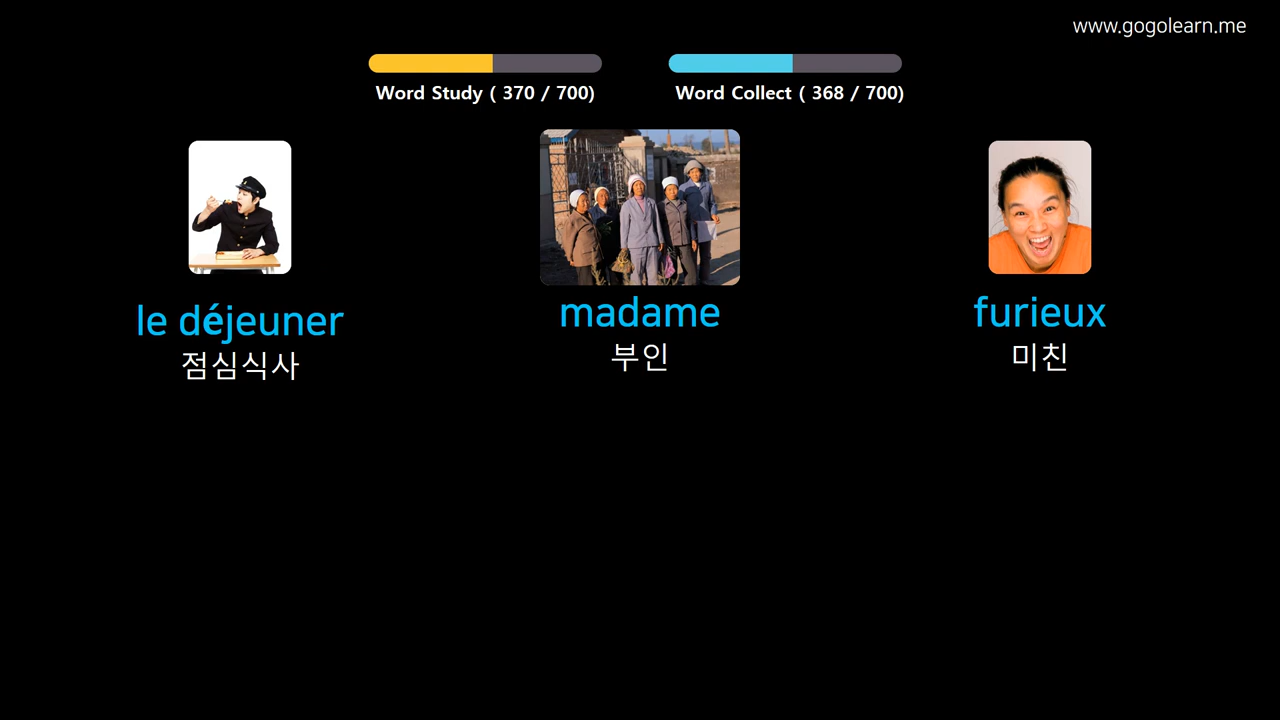 www.gogolearn.me
Word Study ( 370 / 700)
Word Collect ( 368 / 700)
le déjeuner
점심식사
madame
부인
furieux
미친